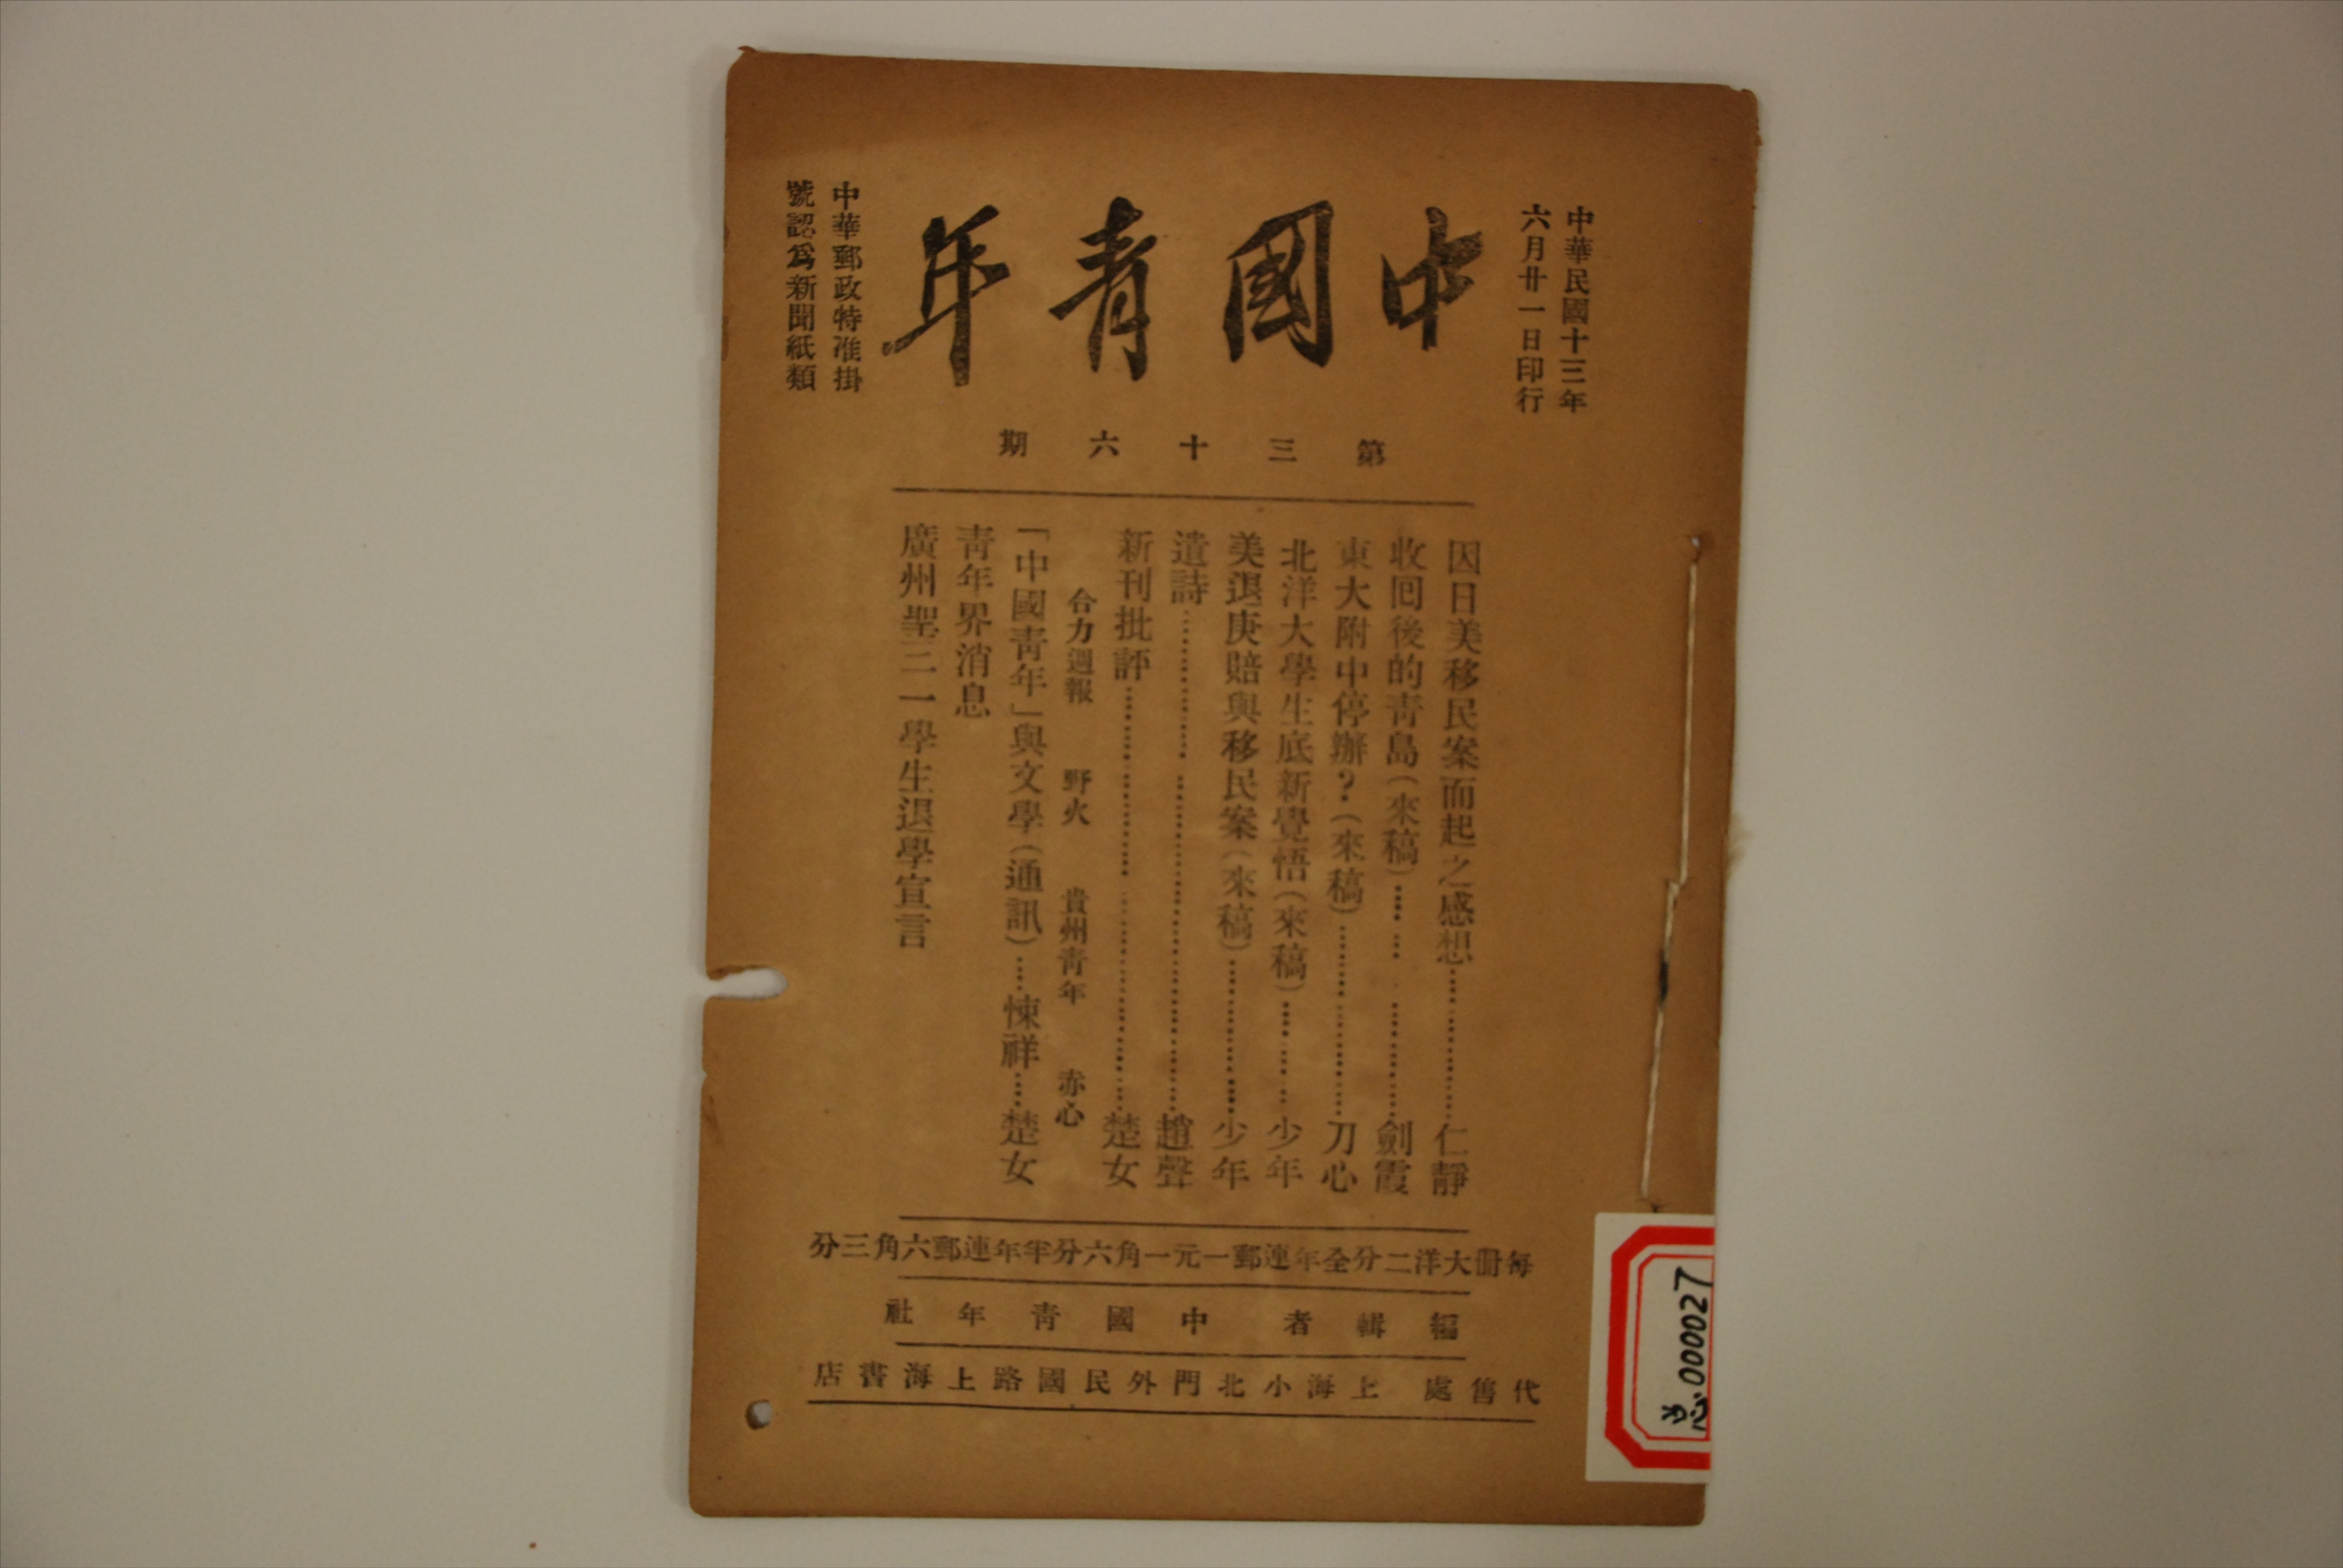 中華民國十三年
六月廿一日印行
中國青年
中華郵政特准掛
號認爲新聞紙類
第三十六期
因日美移民案而起之感想……………仁靜
收回後的青島(來稿)……………劍霞
東大附中停辦？(來稿)……………刀心
北洋大學生底新覺悟(來稿)…………少年
美退庚賠與移民案(來稿)……………少年
遺詩……………………………趙聲
新刊批評…………………………楚女
合力週報 野火 貴州青年 赤心
「中國青年」與文學(通訊)……悚祥……楚女
青年界消息
廣州聖三一學生退學宣言
每冊大洋二分全年連郵一元一角六分半年連郵六角三分
編輯者 中國青年社
代售處 上海小北門外民國路上海書店
000027